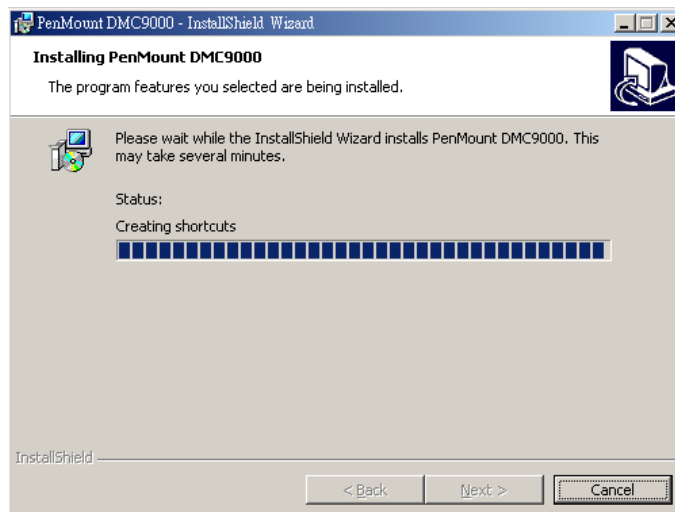 PenMount DMC9000 - InstallShield Wizard
Installing PenMount DMC9000
The program features you selected are being installed.
Please wait while the InstallShield Wizard installs PenMount DMC9000. This
may take several minutes.
Status:
Creating shortcuts
InstallShield
< Back Next > Cancel